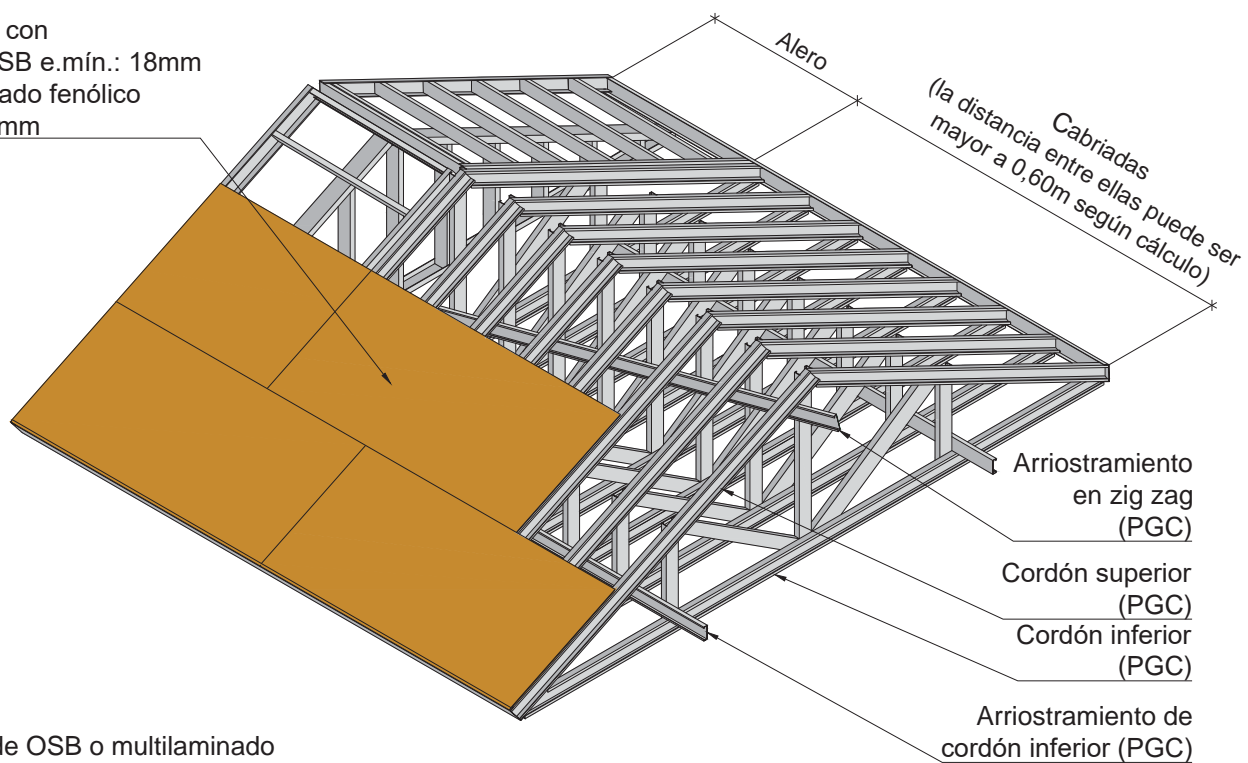 con
SB e.mín.: 18mm
ado fenólico
mm
Alero
Cabriadas
(la distancia entre ellas puede ser
mayor a 0,60m según cálculo)
Arriostramiento
en zig zag
(PGC)
Cordón superior
(PGC)
Cordón inferior
(PGC)
Arriostramiento de
cordón inferior (PGC)
de OSB o multilaminado